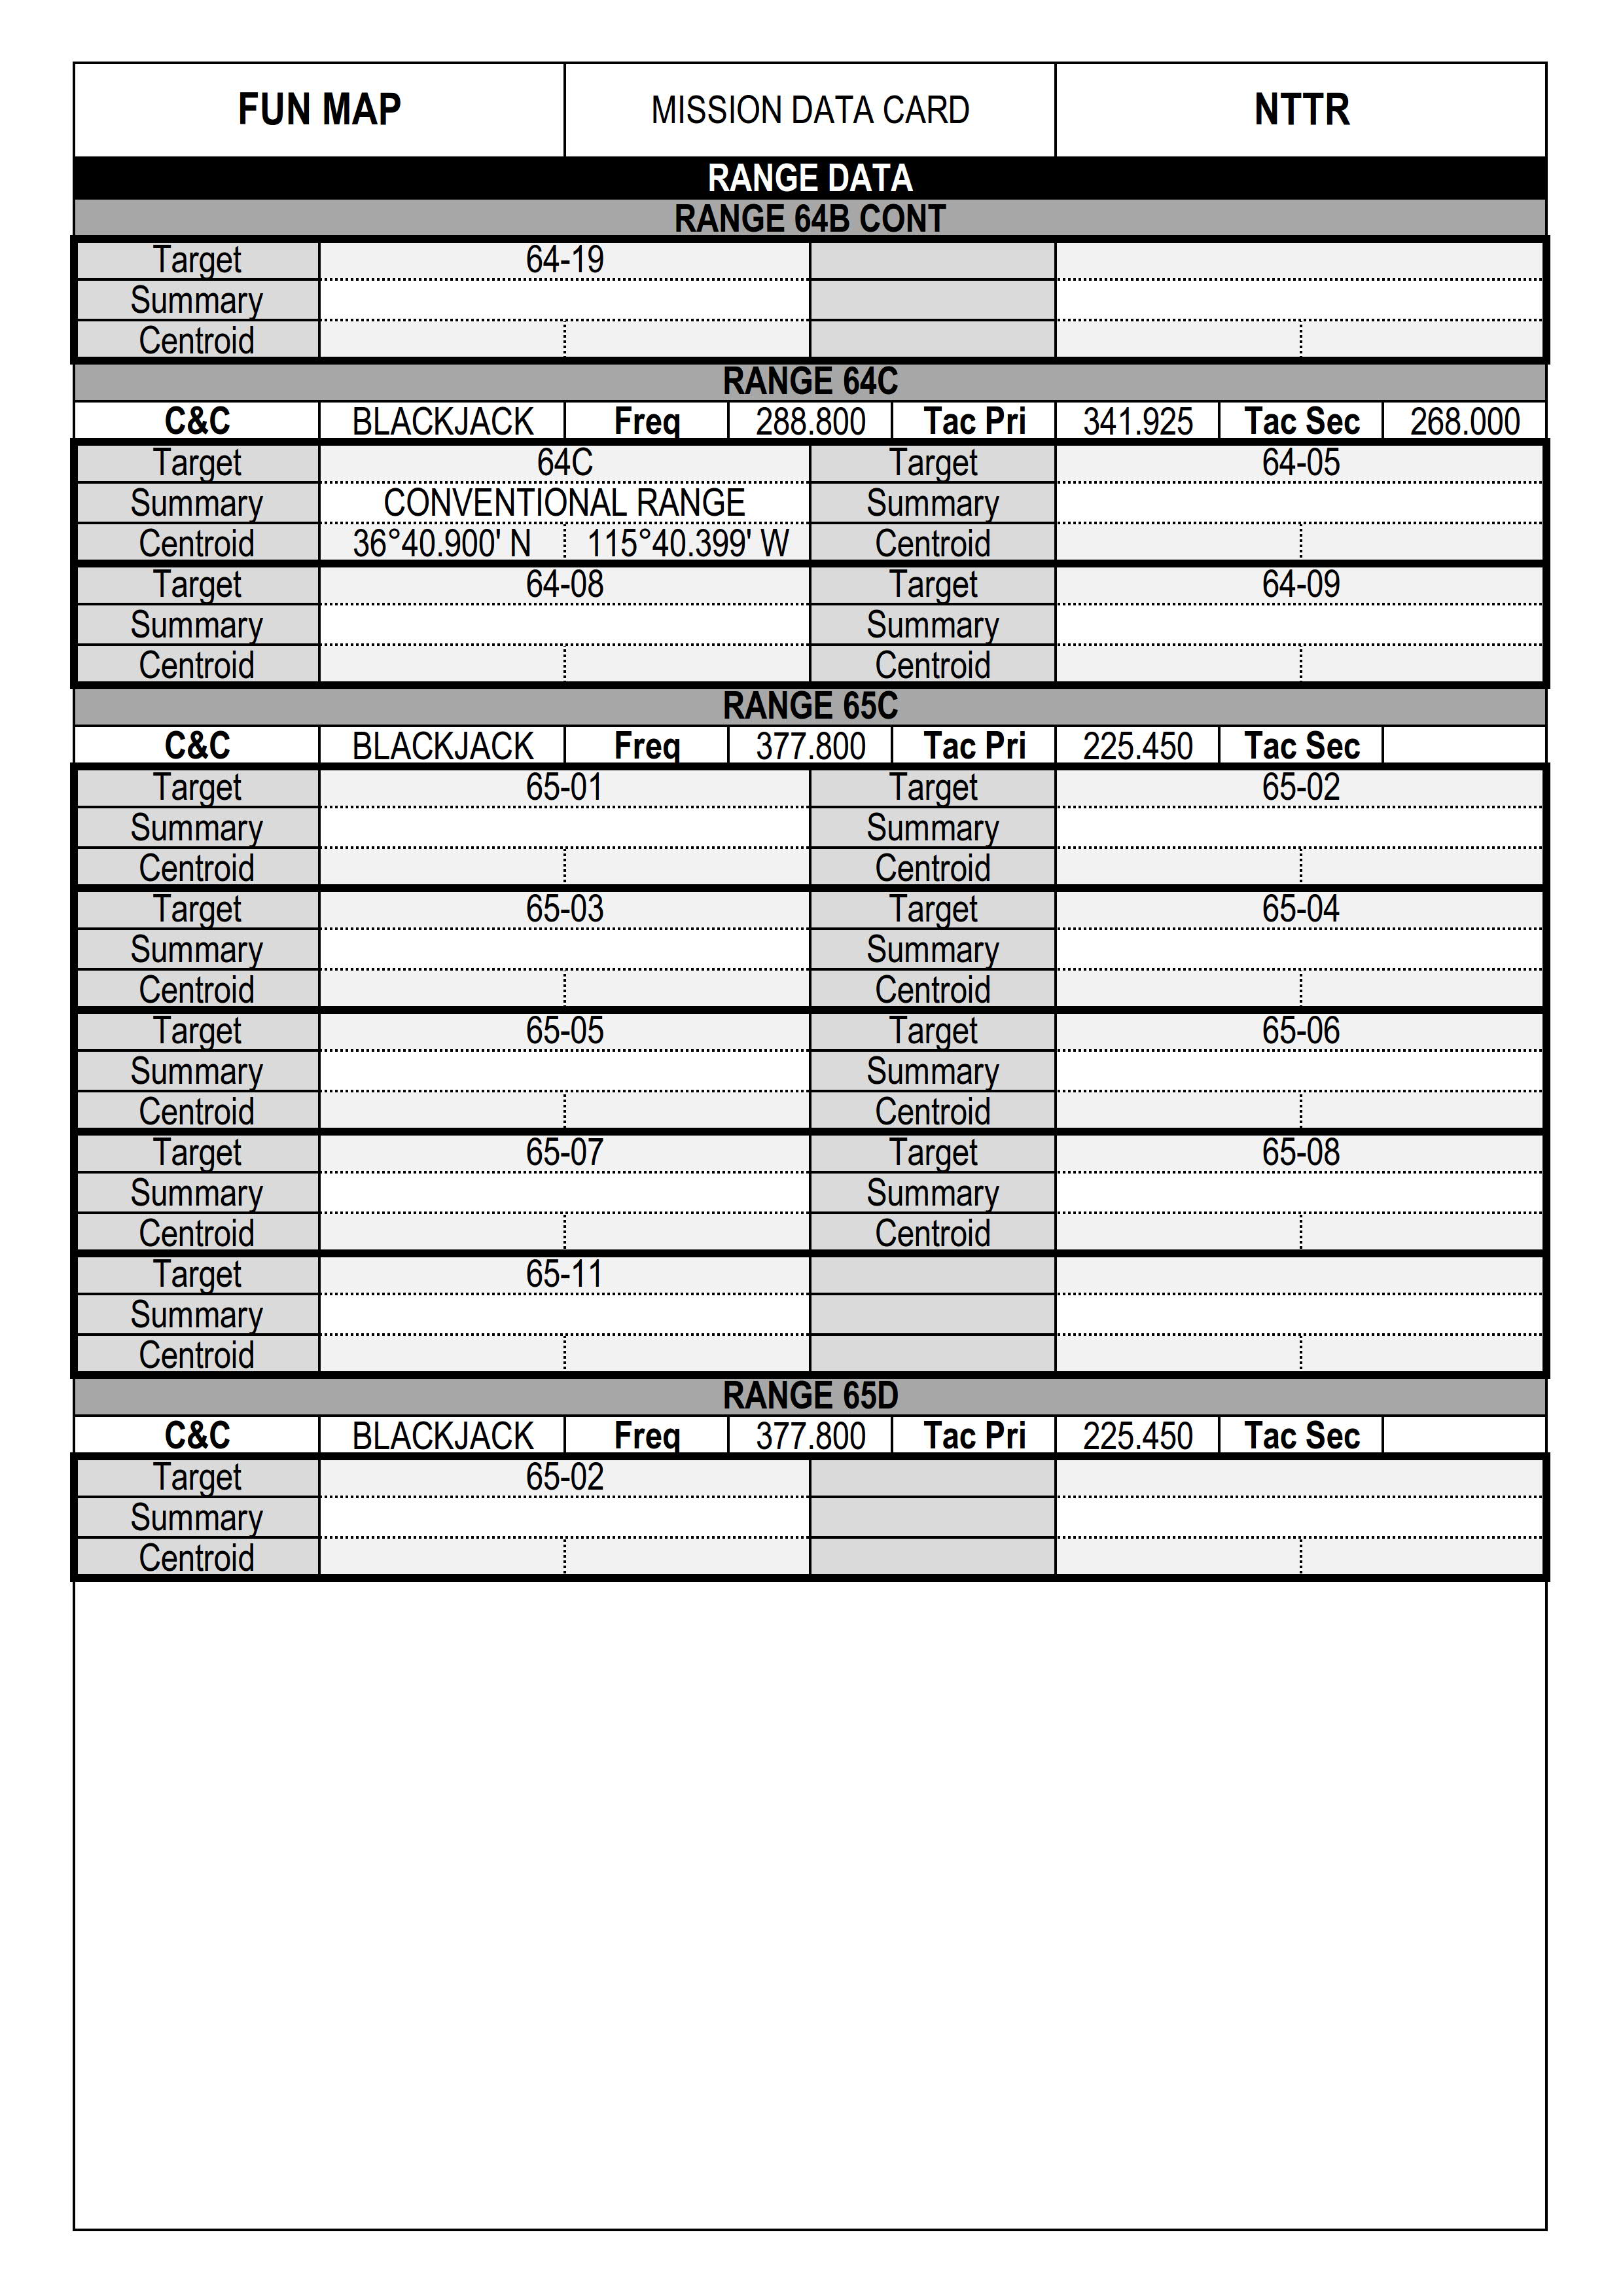 FUN MAP MISSION DATA CARD NTTR
RANGE DATA
RANGE 64B CONT
Target 64-19
Summary
Centroid
RANGE 64C
C&C BLACKJACK Freq 288.800 Tac Pri 341.925 Tac Sec 268.000
Target 64C Target 64-05
Summary CONVENTIONAL RANGE Summary
Centroid 36°40.900' N 115°40.399' W Centroid
Target 64-08 Target 64-09
Summary Summary
Centroid Centroid
RANGE 65C
C&C BLACKJACK Freq 377.800 Tac Pri 225.450 Tac Sec
Target 65-01 Target 65-02
Summary Summary
Centroid Centroid
Target 65-03 Target 65-04
Summary Summary
Centroid Centroid
Target 65-05 Target 65-06
Summary Summary
Centroid Centroid
Target 65-07 Target 65-08
Summary Summary
Centroid Centroid
Target 65-11
Summary
Centroid
RANGE 65D
C&C BLACKJACK Freq 377.800 Tac Pri 225.450 Tac Sec
Target 65-02
Summary
Centroid